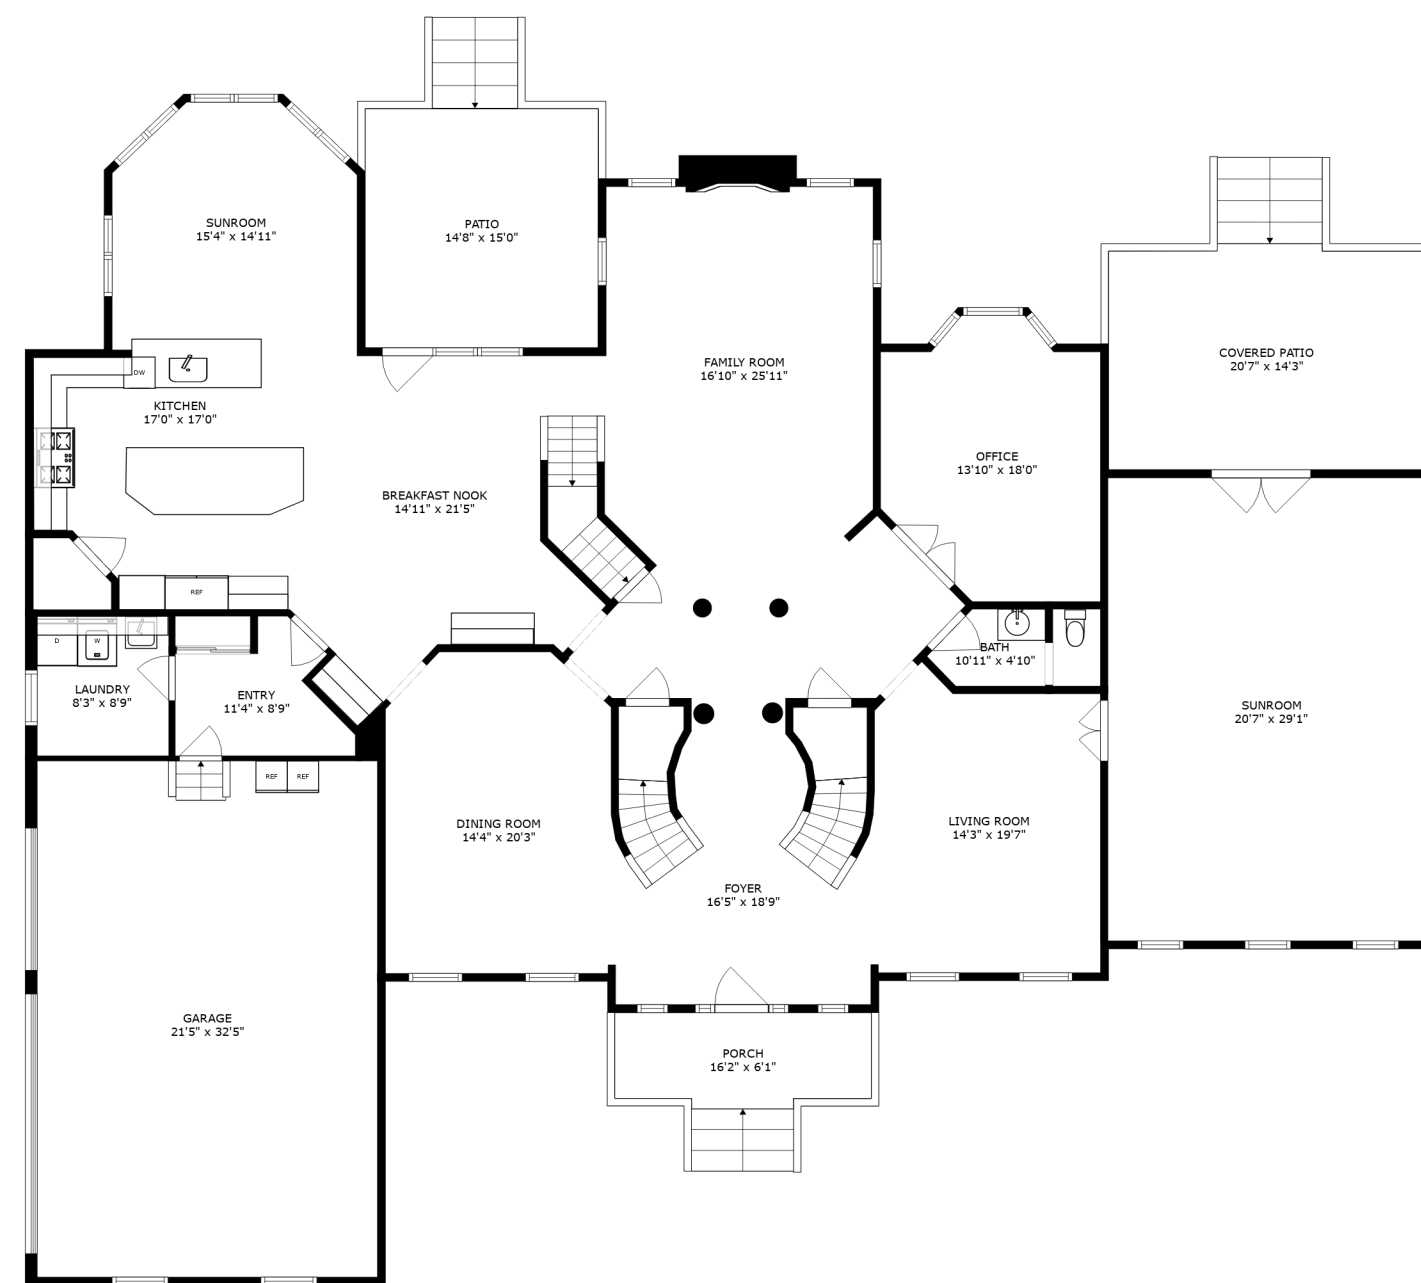 SUNROOM
15'4" x 14'11"
PATIO
14'8" x 15'0"
FAMILY ROOM
16'10" x 25'11"
COVERED PATIO
20'7" x 14'3"
DW
KITCHEN
17'0" x 17'0"
OFFICE
13'10" x 18'0"
BREAKFAST NOOK
14'11" x 21'5"
REF
D
W
BATH
10'11" x 4'10"
LAUNDRY
8'3" x 8'9"
ENTRY
11'4" x 8'9"
SUNROOM
20'7" x 29'1"
REF
REF
DINING ROOM
14'4" x 20'3"
LIVING ROOM
14'3" x 19'7"
FOYER
16'5" x 18'9"
GARAGE
21'5" x 32'5"
PORCH
16'2" x 6'1"